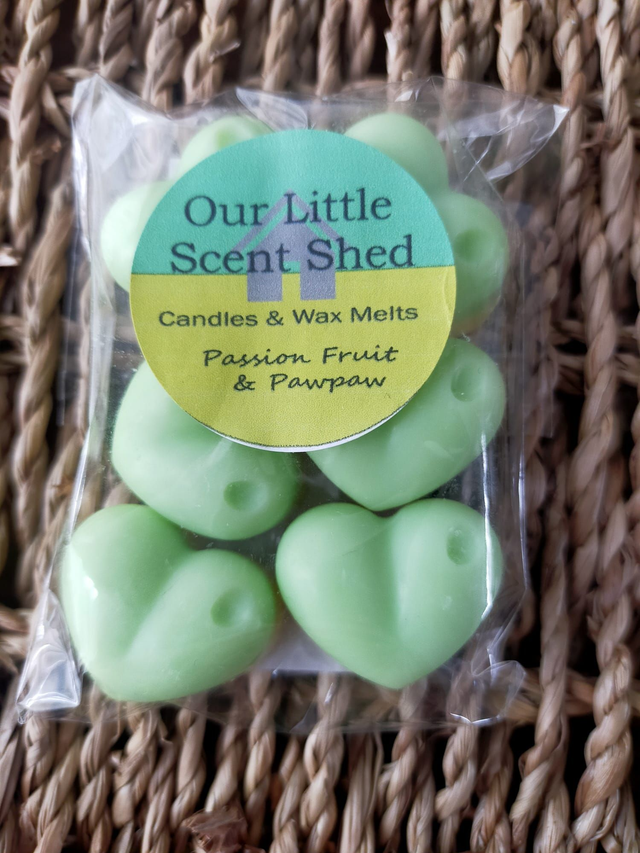 Our Little
Scent Shed
Candles & Wax Melts
Passion Fruit
& Pawpaw